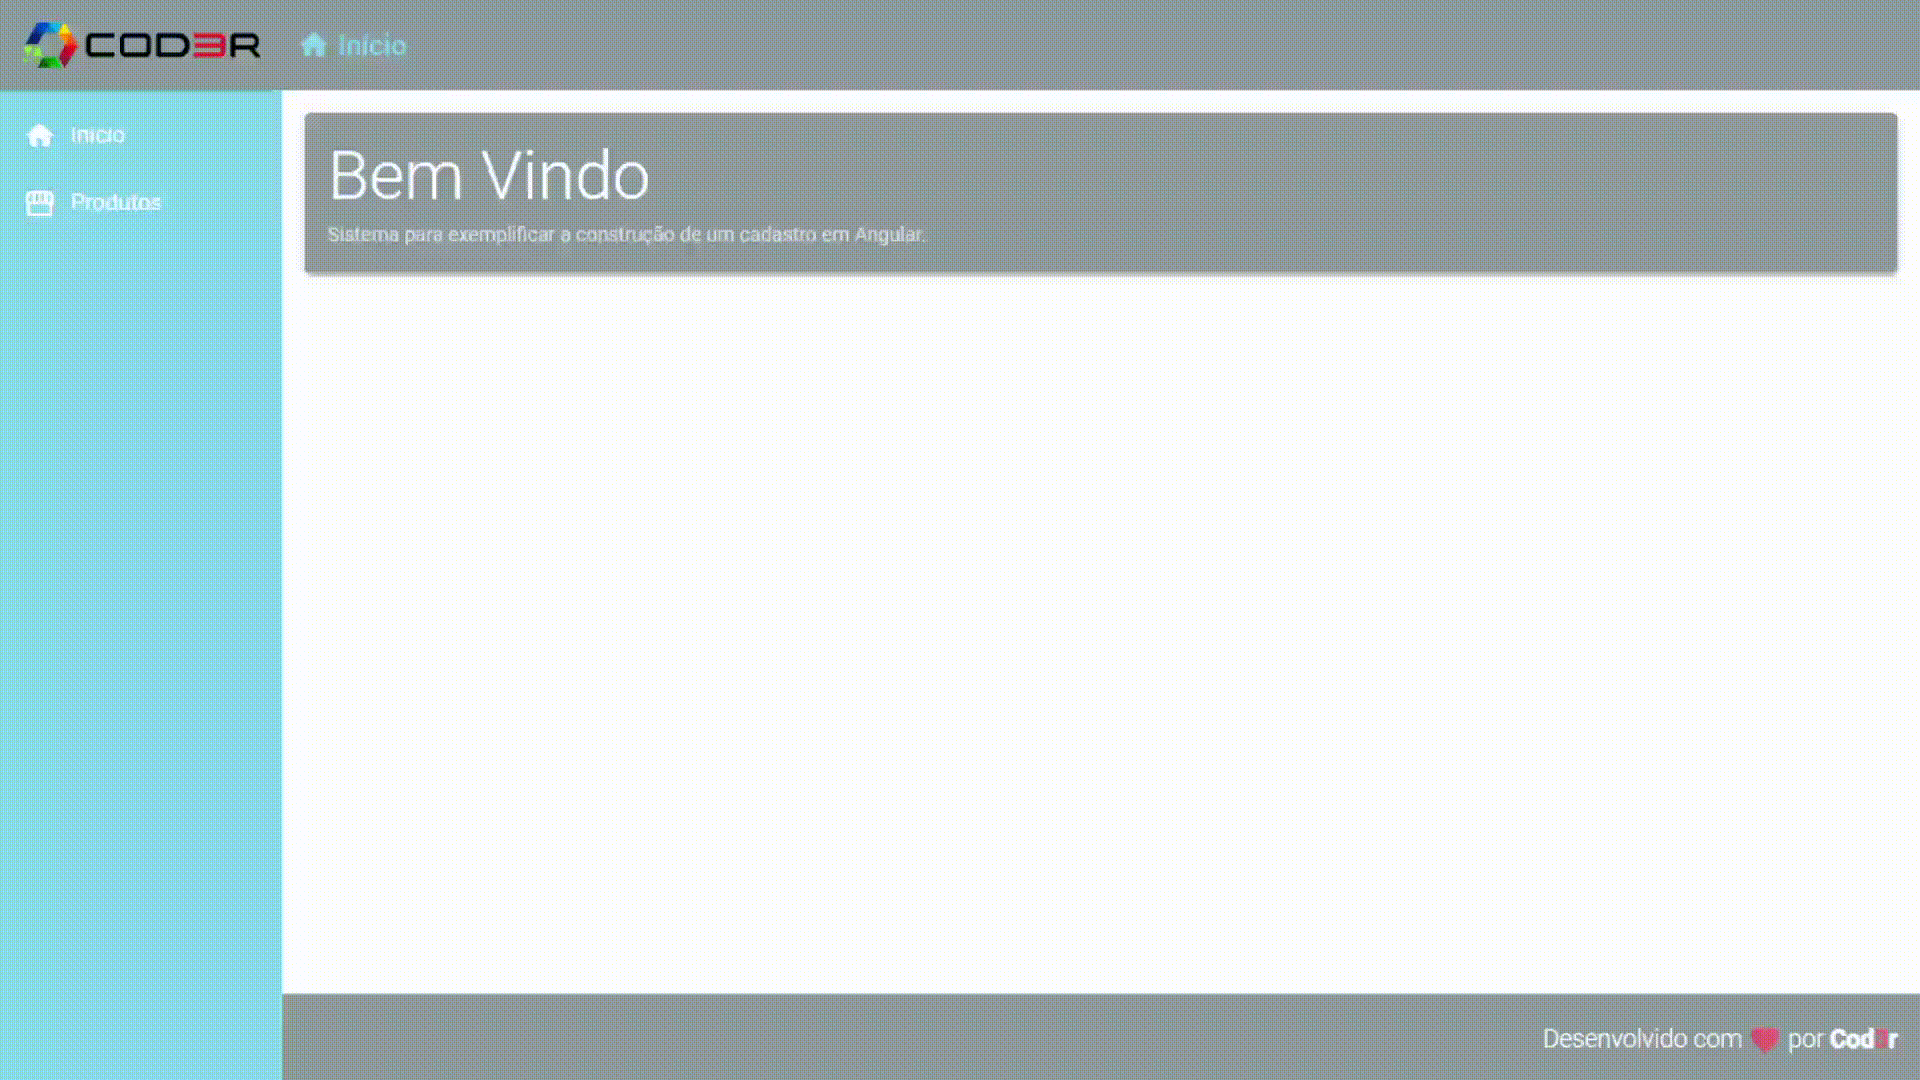 COD3R
Início
Início
Produtos
Bem Vindo
Sistema para exemplificar a construção de um cadastro em Angular.
Desenvolvido com ❤ por Cod3r